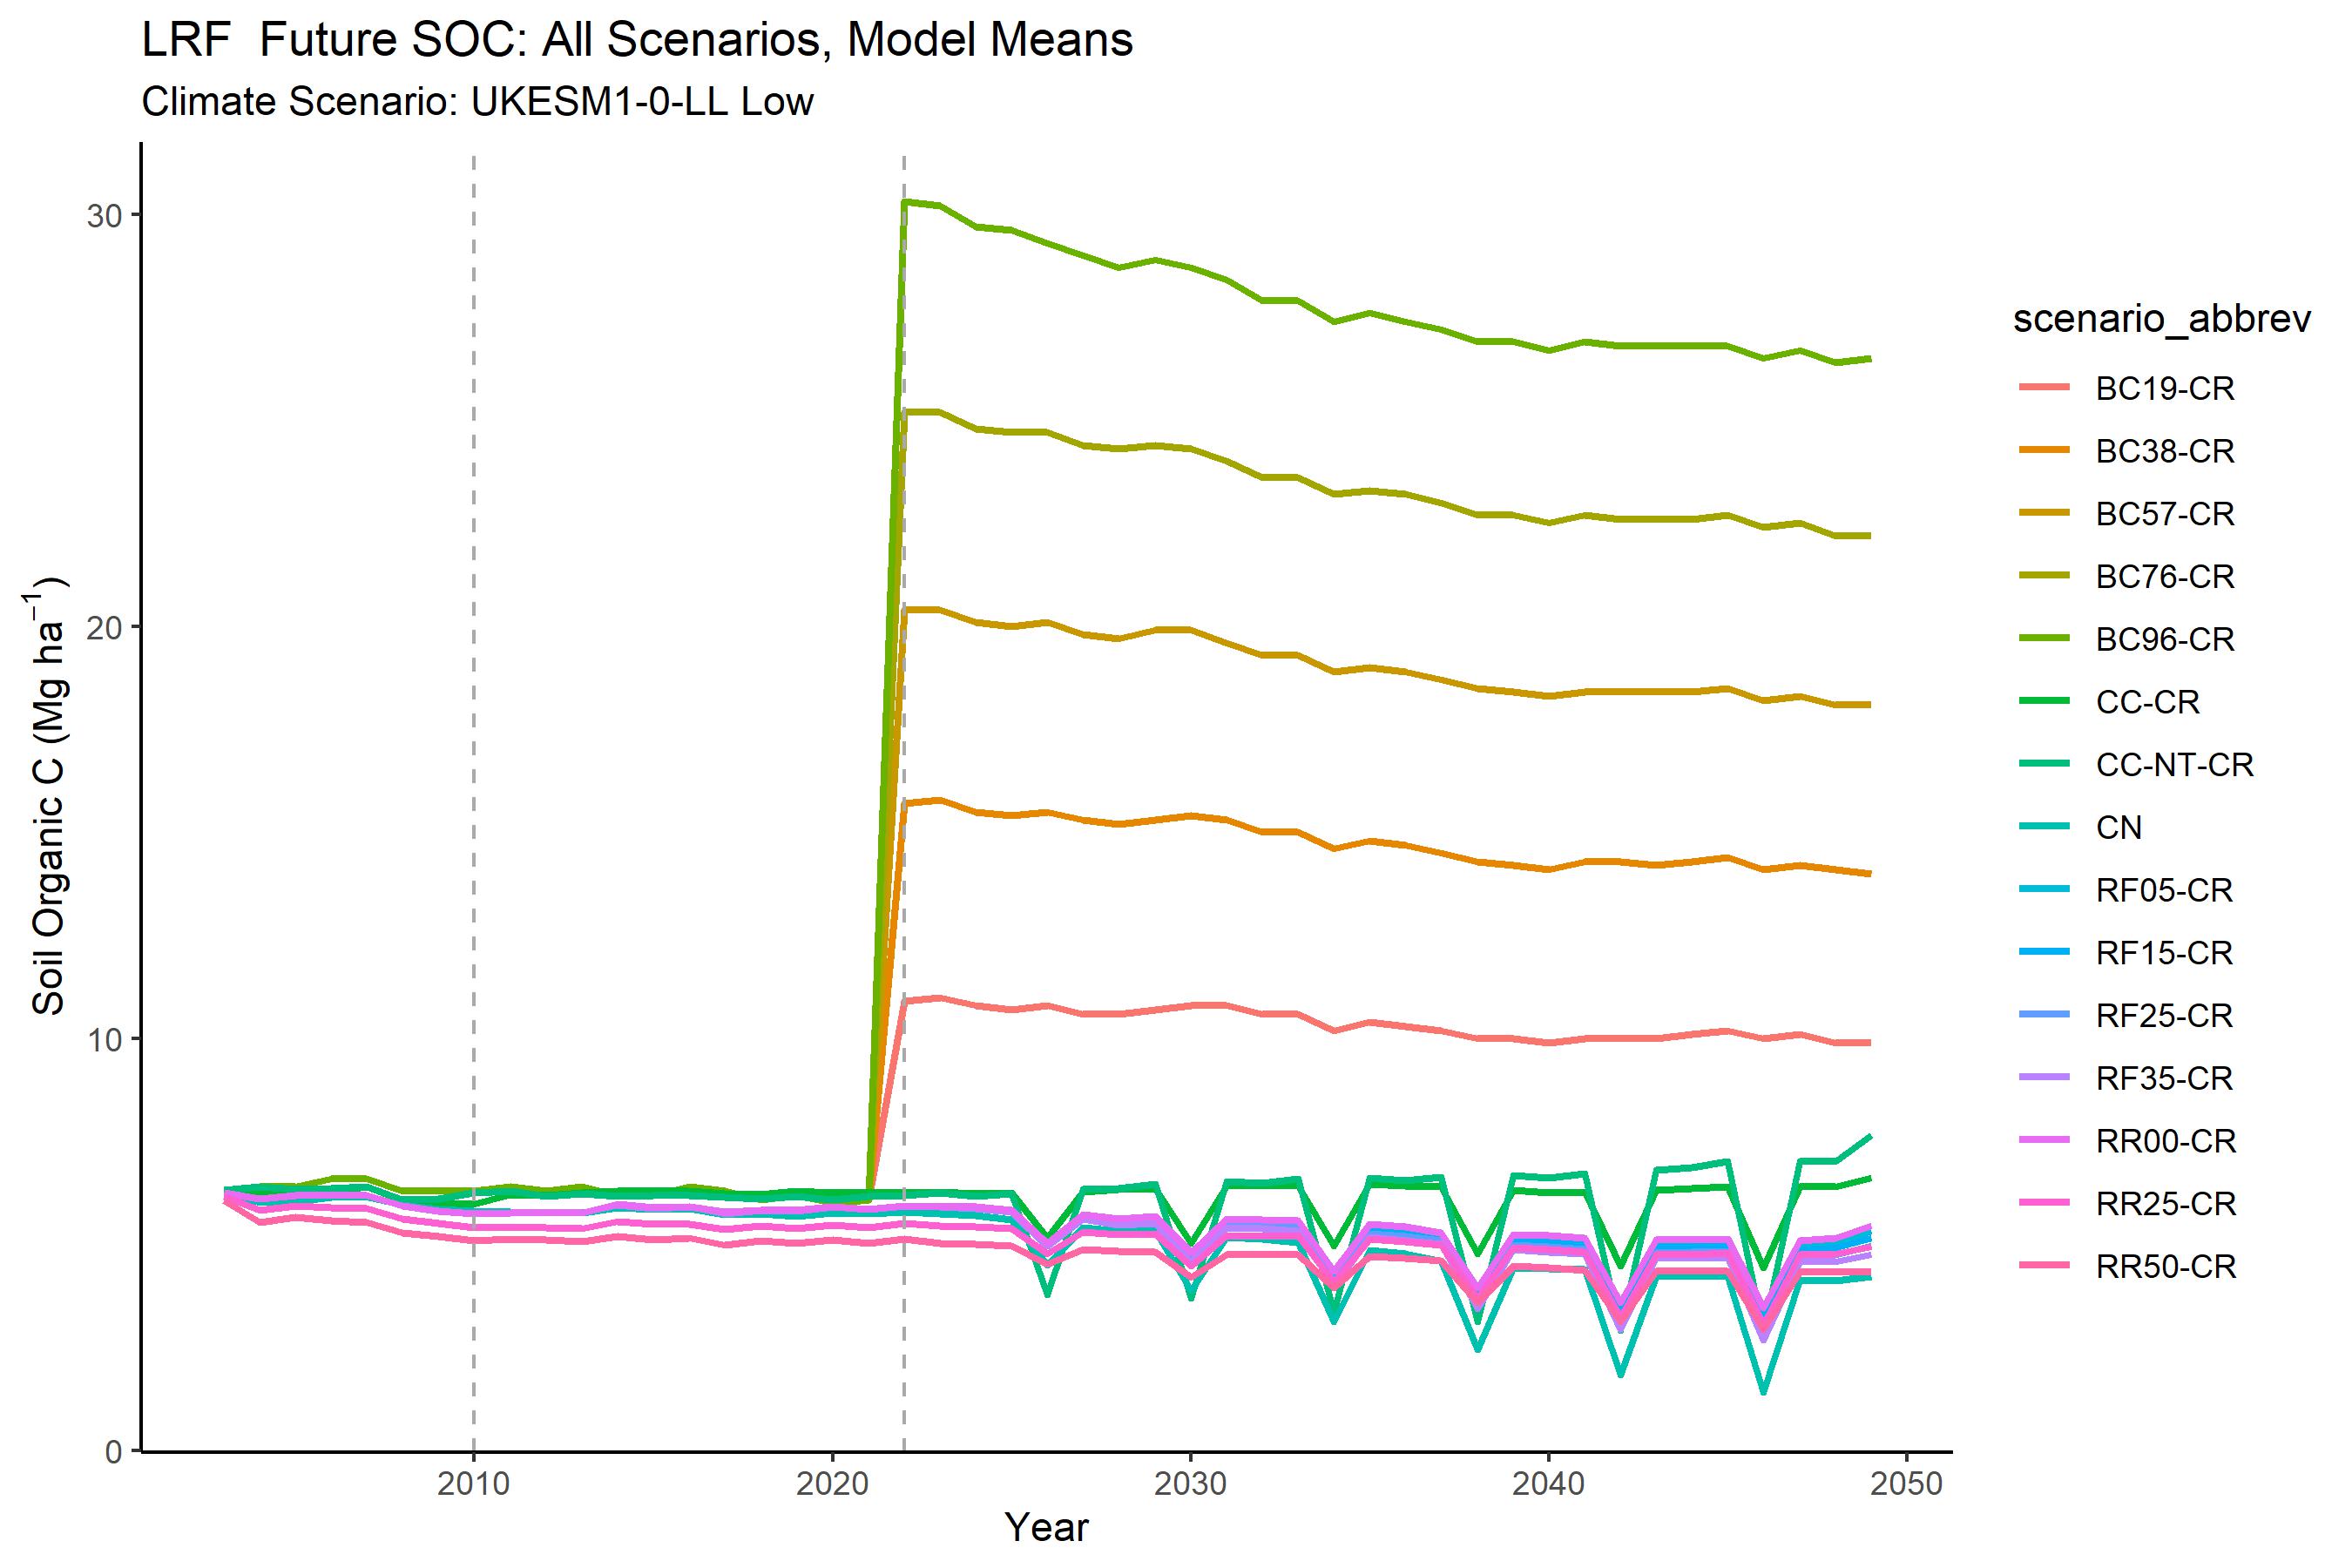 LRF  Future SOC: All Scenarios, Model Means
Climate Scenario: UKESM1-0-LL Low
Soil Organic C (Mg ha⁻¹)
30
20
10
0
2010
2020
2030
2040
2050
Year
scenario_abbrev
BC19-CR
BC38-CR
BC57-CR
BC76-CR
BC96-CR
CC-CR
CC-NT-CR
CN
RF05-CR
RF15-CR
RF25-CR
RF35-CR
RR00-CR
RR25-CR
RR50-CR